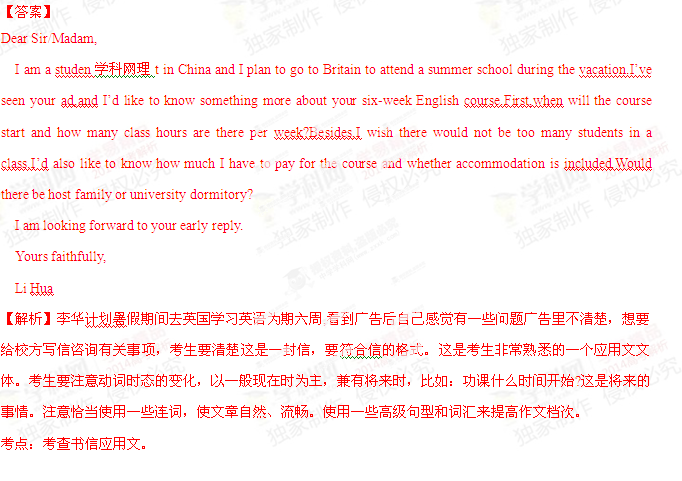 【答案】
Dear Sir/Madam,
I am a studen 学科网理 t in China and I plan to go to Britain to attend a summer school during the vacation.I've
seen your ad,and I'd like to know something more about your six-week English course.First,when will the course
start and how many class hours are there per week?Besides,I wish there would not be too many students in a
class.I'd also like to know how much I have to pay for the course and whether accommodation is included.Would
there be host family or university dormitory?
I am looking forward to your early reply.
Yours faithfully,
Li Hua
【解析】李华计划暑假期间去英国学习英语为期六周,看到广告后自己感觉有一些问题广告里不清楚，想要
给校方写信咨询有关事项，考生要清楚这是一封信，要符合值的格式。这是考生非常熟悉的一个应用文文
体。考生要注意动词时态的变化，以一般现在时为主，兼有将来时，比如：功课什么时间开始?这是将来的
事情。注意恰当使用一些连词，使文章自然、流畅。使用一些高级句型和词汇来提高作文档次。
考点：考查书信应用文。